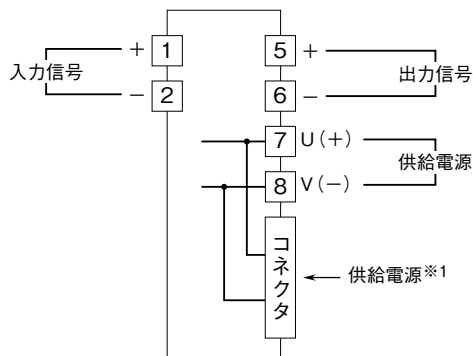 入力信号
+ 1
− 2
5 +
6 −
出力信号
7 U(+)
8 V(−)
供給電源
コネクタ
供給電源※1